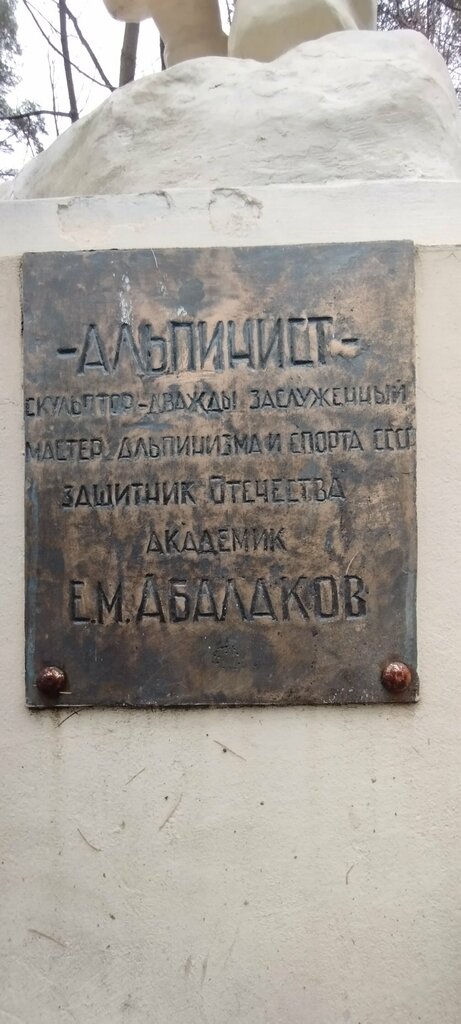 -АЛЬПИНИСТ-
СКУЛЬПТОР-ДВАЖДЫ ЗАСЛУЖЕННЫЙ
МАСТЕР АЛЬПИНИЗМА И СПОРТА СССР
ЗАЩИТНИК ОТЕЧЕСТВА
АКАДЕМИК
Е.М. АБАЛАКОВ